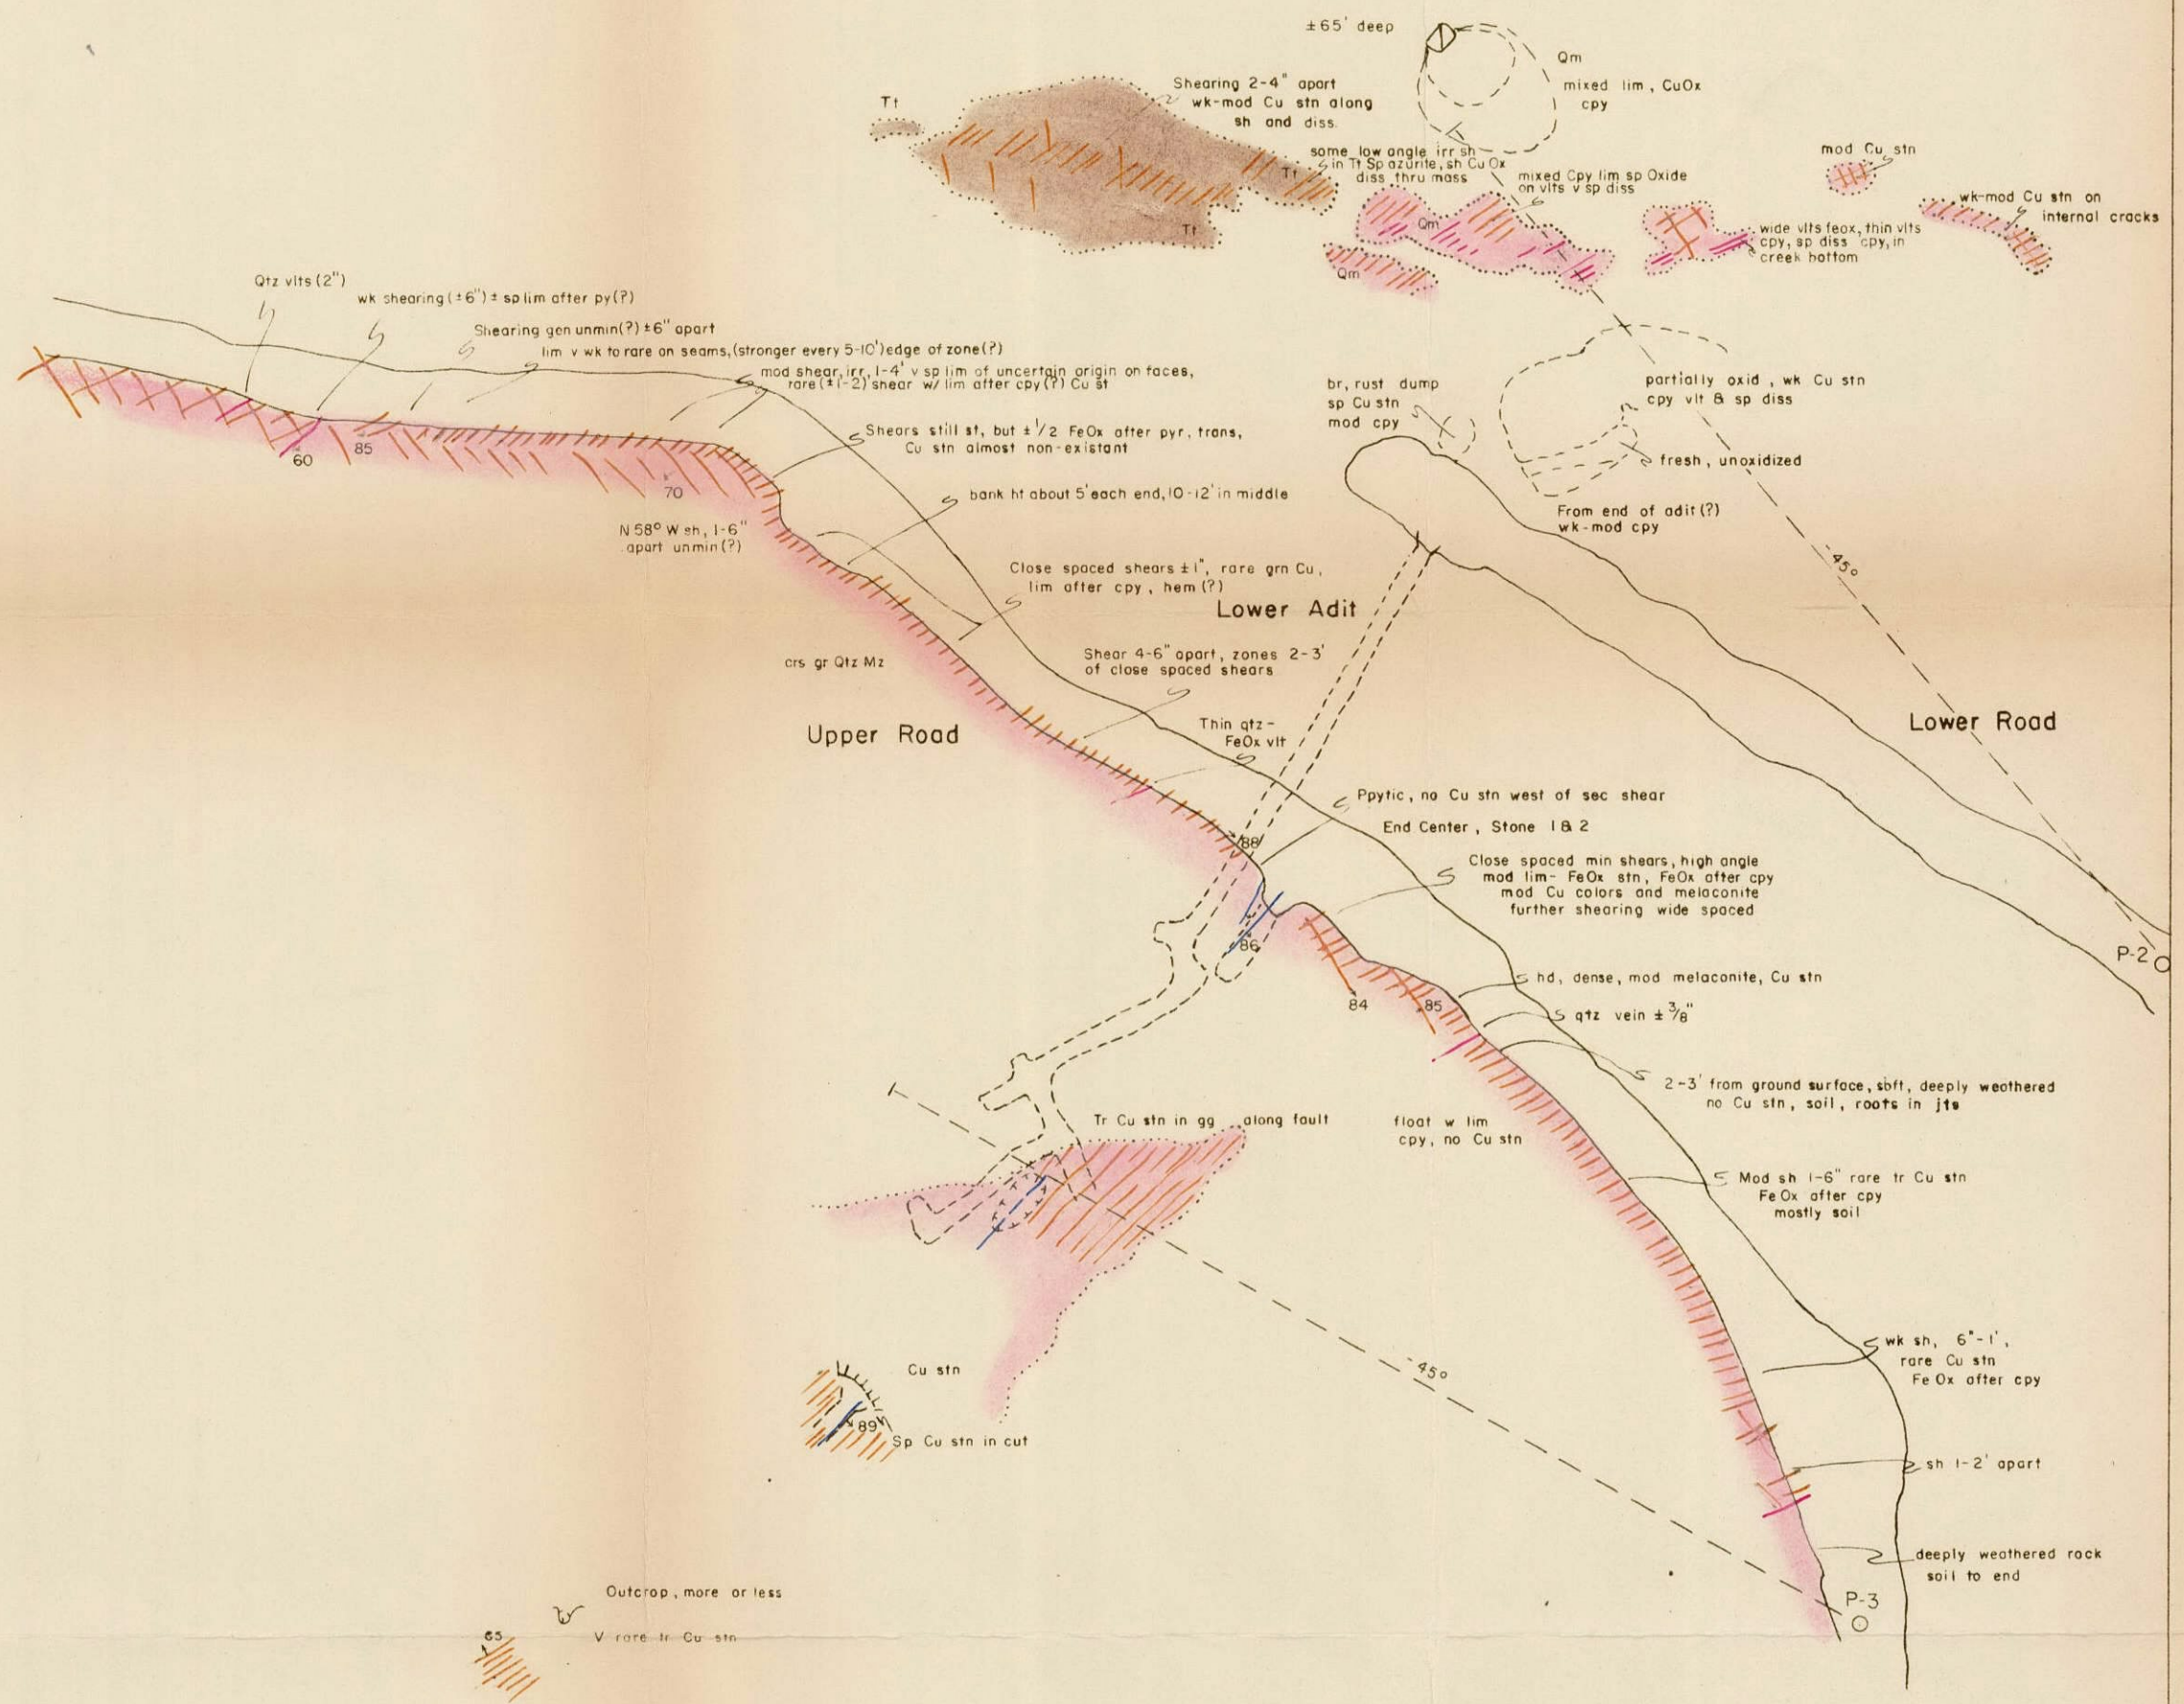 ±65' deep
Qm
mixed lim, CuOx
cpy
Tt
Shearing 2-4" apart
wk-mod Cu stn along
sh and diss.
some low angle irr sh
in Tt Sp azurite, sh Cu Ox
diss thru mass
Tt
Tt
mixed Cpy lim sp Oxide
on vlts v sp diss
Qm
Qm
mod Cu stn
wk-mod Cu stn on
internal cracks
wide vlts feox, thin vlts
cpy, sp diss cpy, in
creek bottom
Qtz vlts (2")
wk shearing (±6") ± sp lim after py(?)
Shearing gen unmin(?) ±6" apart
lim v wk to rare on seams, (stronger every 5-10') edge of zone(?)
mod shear, irr, 1-4' v sp lim of uncertain origin on faces,
rare (±1-2) shear w/ lim after cpy(?) Cu st
Shears still st, but ±1/2 FeOx after pyr, trans,
Cu stn almost non-existant
60
85
70
N 58° W sh, 1-6"
apart unmin(?)
bank ht about 5' each end, 10-12' in middle
br, rust dump
sp Cu stn
mod cpy
partially oxid, wk Cu stn
cpy vlt & sp diss
fresh, unoxidized
From end of adit(?)
wk-mod cpy
-45°
Close spaced shears ±1", rare grn Cu,
lim after cpy, hem(?)
Lower Adit
crs gr Qtz Mz
Shear 4-6" apart, zones 2-3'
of close spaced shears
Upper Road
Lower Road
Thin qtz-
FeOx vlt
Ppytic, no Cu stn west of sec shear
End Center, Stone 1 & 2
88
Close spaced min shears, high angle
mod lim- FeOx stn, FeOx after cpy
mod Cu colors and melaconite
further shearing wide spaced
86
P-2
hd, dense, mod melaconite, Cu stn
84
85
qtz vein ± 3/8"
2-3' from ground surface, soft, deeply weathered
no Cu stn, soil, roots in jts
Tr Cu stn in gg along fault
float w lim
cpy, no Cu stn
Mod sh 1-6" rare tr Cu stn
Fe Ox after cpy
mostly soil
wk sh, 6"-1',
rare Cu stn
Fe Ox after cpy
-45°
Cu stn
89
Sp Cu stn in cut
sh 1-2' apart
deeply weathered rock
soil to end
Outcrop, more or less
V rare tr Cu stn
65
P-3